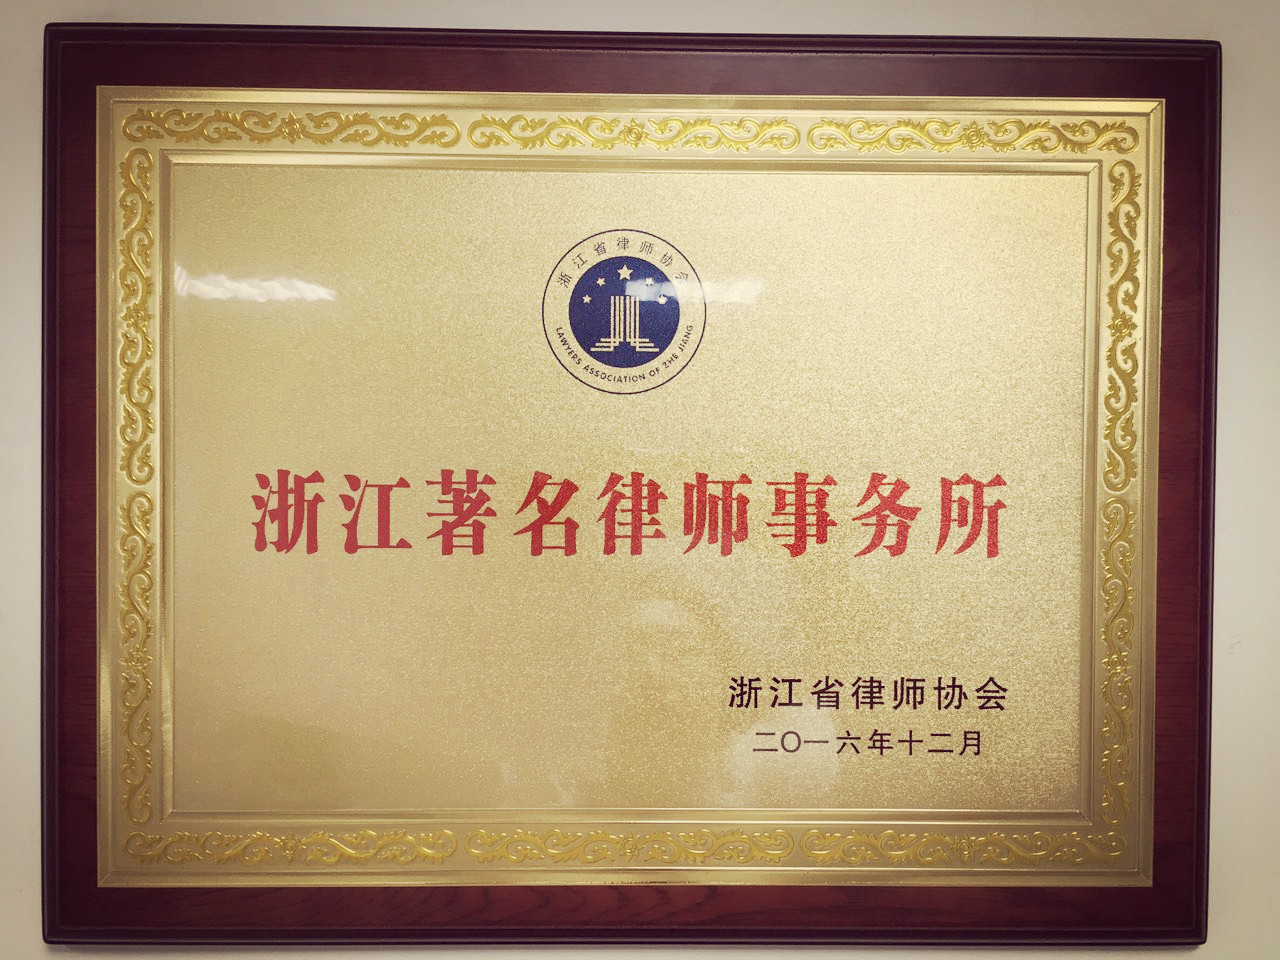 浙江省律师协会
LAWYERS ASSOCIATION OF ZHE JIANG
浙江著名律师事务所
浙江省律师协会
二〇一六年十二月